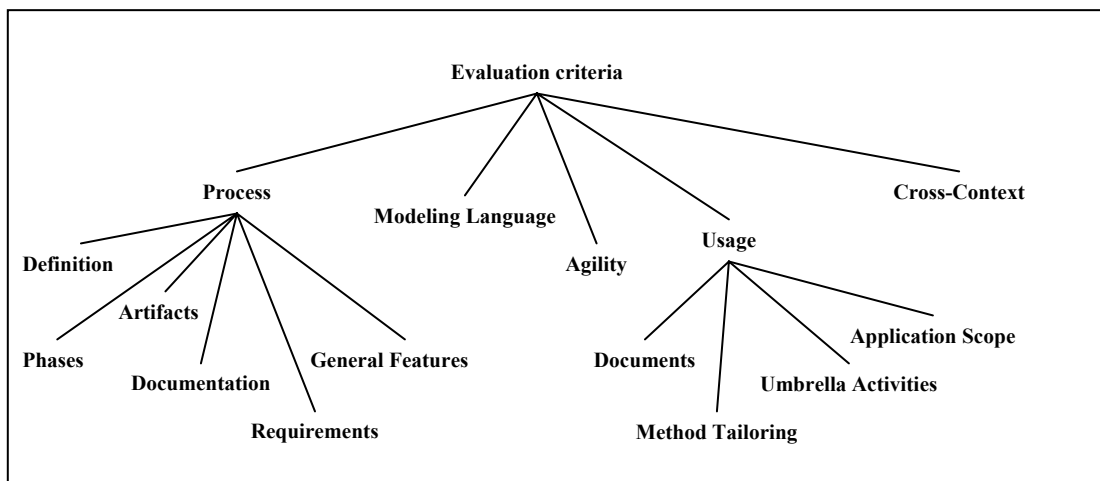 Evaluation criteria
Process
Cross-Context
Modeling Language
Usage
Definition
Agility
Artifacts
Phases
General Features
Documents
Application Scope
Documentation
Umbrella Activities
Requirements
Method Tailoring